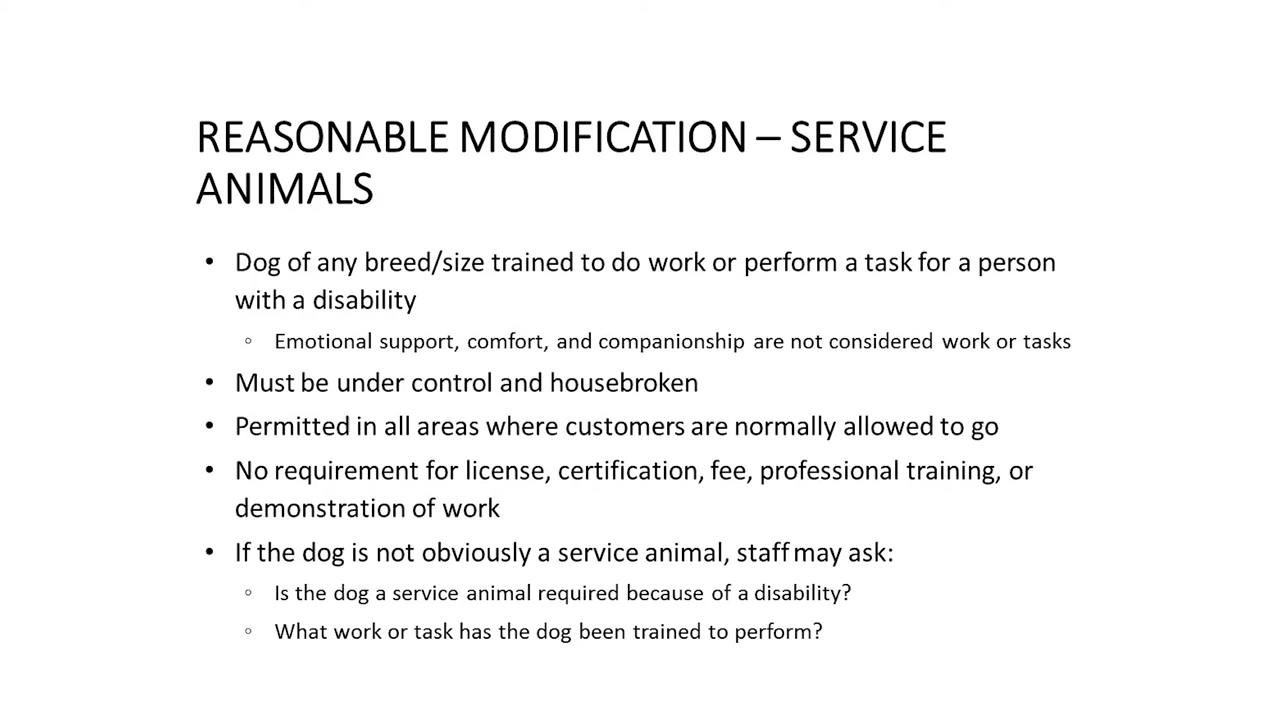 REASONABLE MODIFICATION – SERVICE
ANIMALS
• Dog of any breed/size trained to do work or perform a task for a person
with a disability
◦ Emotional support, comfort, and companionship are not considered work or tasks
• Must be under control and housebroken
• Permitted in all areas where customers are normally allowed to go
• No requirement for license, certification, fee, professional training, or
demonstration of work
• If the dog is not obviously a service animal, staff may ask:
◦ Is the dog a service animal required because of a disability?
◦ What work or task has the dog been trained to perform?